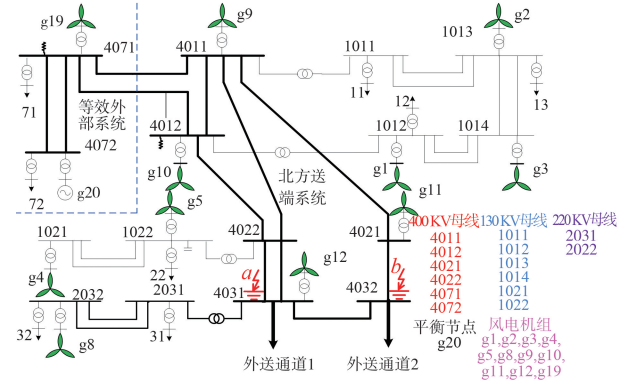 g19
g9
g2
4071
4011
1011
1013
71
11
12
13
等效外
部系统
4072
4012
1012
1014
g10
北方送
端系统
g1
g3
72
g20
g5
g11
1021
1022
4022
4021
22
g12
g4
a
b
2032
2031
4031
4032
32
g8
31
外送通道1
外送通道2
400KV母线
4011
4012
4021
4022
4071
4072
130KV母线
1011
1012
1013
1014
1021
1022
220KV母线
2031
2022
平衡节点
g20
风电机组
g1,g2,g3,g4,
g5,g8,g9,g10,
g11,g12,g19